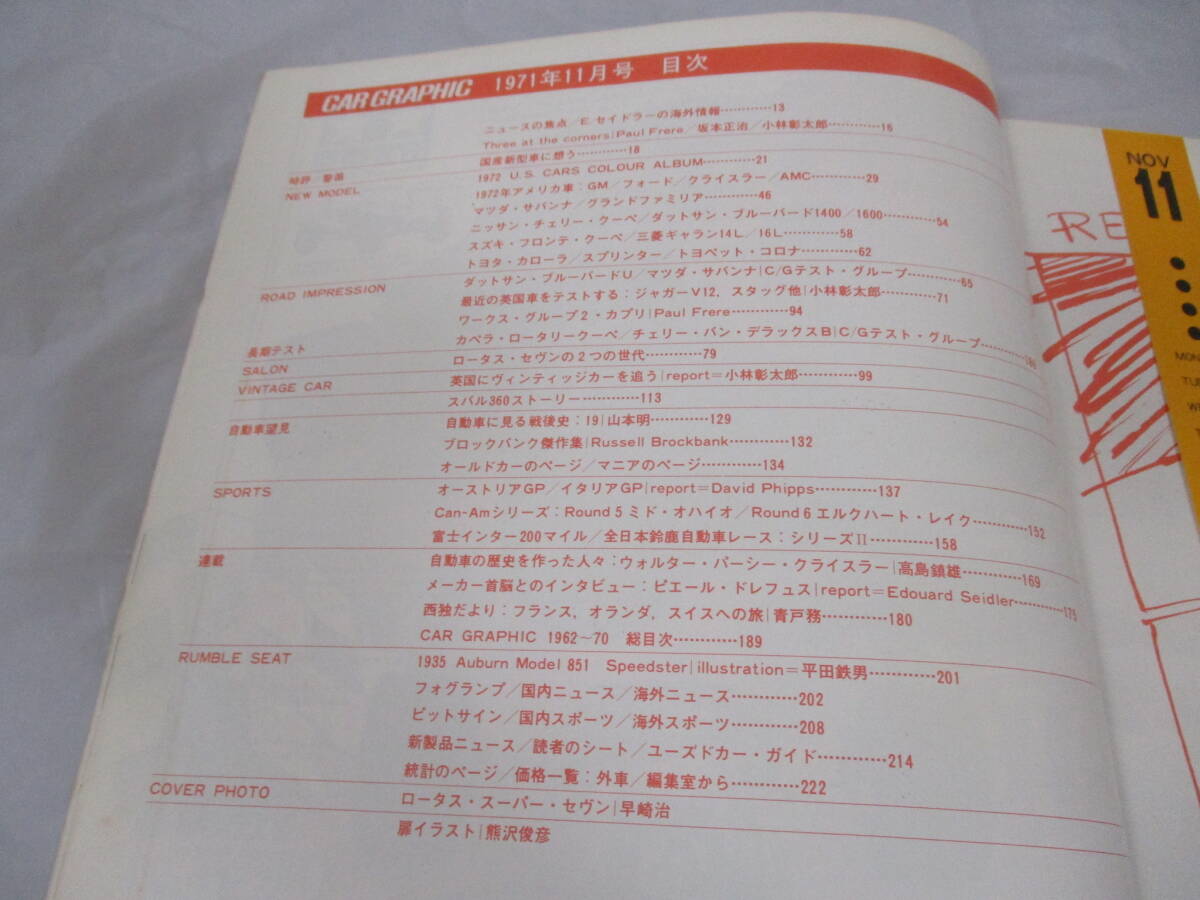 CAR GRAPHIC 1971年11月号 目次
ニュースの焦点/E.セイドラーの海外情報…………13
Three at the corners|Paul Frere/坂本正治/小林彰太郎…………16
時評/警笛 国産新型車に想う…………18
NEW MODEL 1972 U.S. CARS COLOUR ALBUM…………21
1972年アメリカ車：GM/フォード/クライスラー/AMC…………29
マツダ・サバンナ/グランドファミリア…………46
ニッサン・チェリー・クーペ/ダットサン・ブルーバード1400/1600…………54
スズキ・フロンテ・クーペ/三菱ギャラン14L/16L…………58
トヨタ・カローラ/スプリンター/トヨペット・コロナ…………62
ROAD IMPRESSION ダットサン・ブルーバードU/マツダ・サバンナ|C/Gテスト・グループ…………65
最近の英国車をテストする：ジャガーV12，スタッグ他|小林彰太郎…………71
ワークス・グループ2・カプリ|Paul Frere…………94
長期テスト カペラ・ロータリークーペ/チェリー・バン・デラックスB|C/Gテスト・グループ…………
SALON ロータス・セヴンの2つの世代…………79
VINTAGE CAR 英国にヴィンティッジカーを追う|report＝小林彰太郎…………99
スバル360ストーリー…………113
自動車望見 自動車に見る戦後史：19|山本明…………129
ブロックバンク傑作集|Russell Brockbank…………132
オールドカーのページ/マニアのページ…………134
SPORTS オーストリアGP/イタリアGP|report＝David Phipps…………137
Can-Amシリーズ：Round 5 ミド・オハイオ/Round 6 エルクハート・レイク…………152
富士インター200マイル/全日本鈴鹿自動車レース：シリーズII…………158
連載 自動車の歴史を作った人々：ウォルター・パーシー・クライスラー|高島鎮雄…………169
メーカー首脳とのインタビュー：ピエール・ドレフュス|report＝Edouard Seidler…………175
西独だより：フランス，オランダ，スイスへの旅|青戸務…………180
CAR GRAPHIC 1962〜70 総目次…………189
RUMBLE SEAT 1935 Auburn Model 851 Speedster|illustration＝平田鉄男…………201
フォグランプ/国内ニュース/海外ニュース…………202
ピットサイン/国内スポーツ/海外スポーツ…………208
新製品ニュース/読者のシート/ユーズドカー・ガイド…………214
統計のページ/価格一覧：外車/編集室から…………222
COVER PHOTO ロータス・スーパー・セヴン|早崎治
扉イラスト|熊沢俊彦
NOV
11
RE
MON
TU
WE